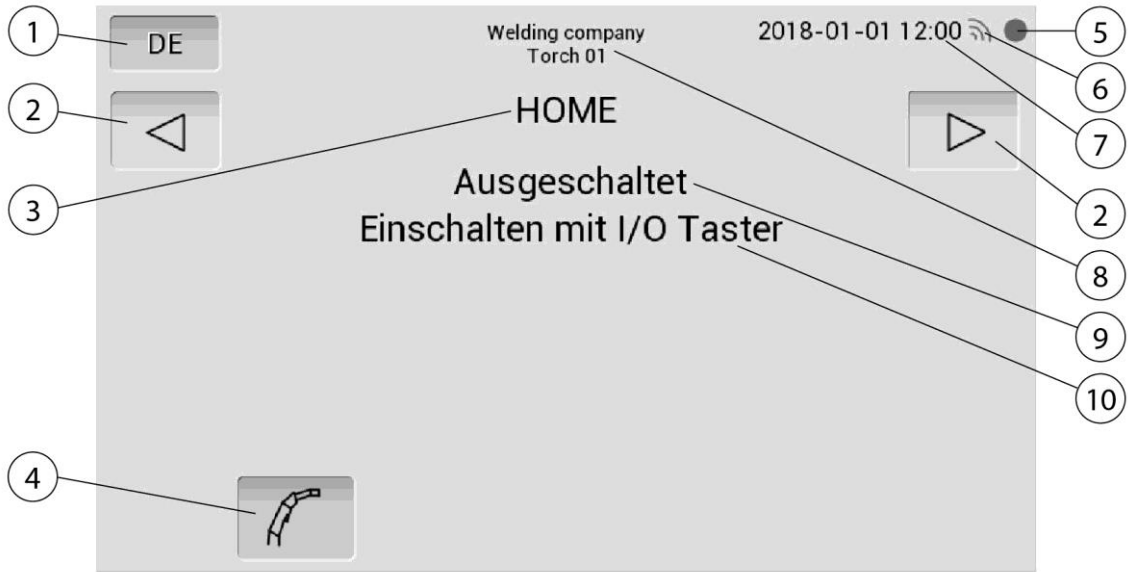 1
DE
Welding company
Torch 01
2018-01-01 12:00
5
6
2
HOME
7
3
Ausgeschaltet
2
Einschalten mit I/O Taster
8
9
10
4